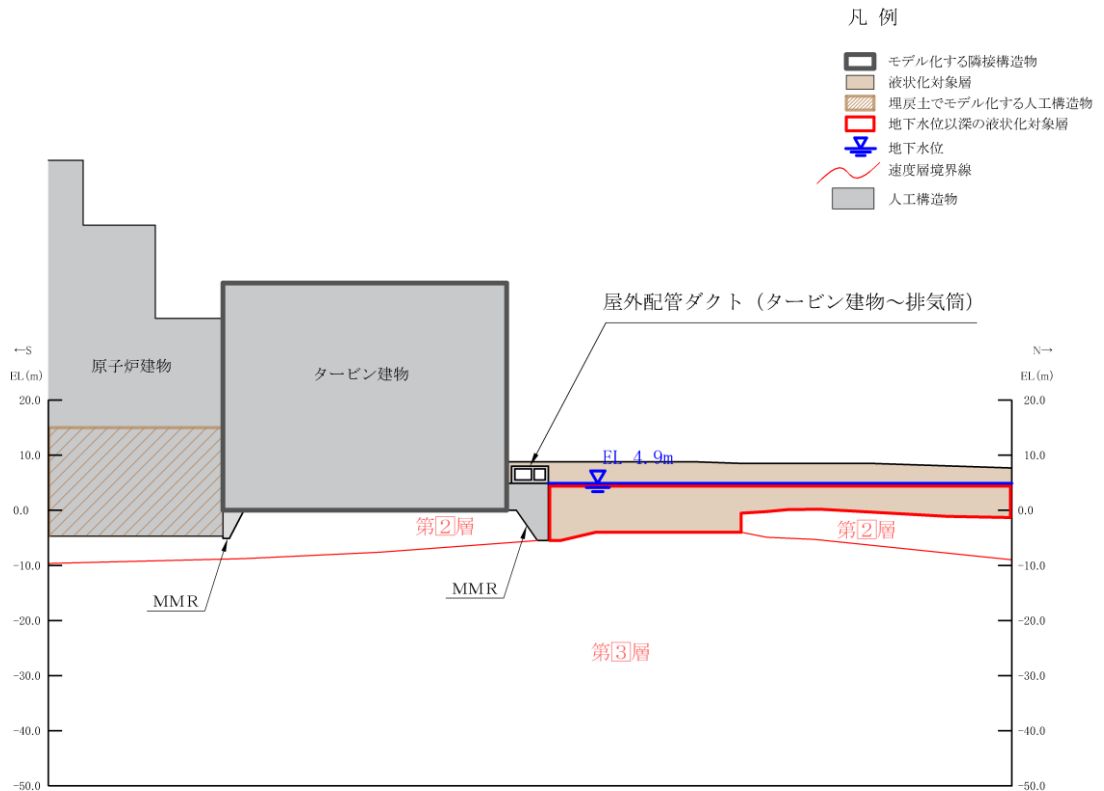 凡 例
モデル化する隣接構造物
液状化対象層
埋戻土でモデル化する人工構造物
地下水位以深の液状化対象層
地下水位
速度層境界線
人工構造物
屋外配管ダクト（タービン建物～排気筒）
←S
EL(m)
N→
EL(m)
原子炉建物
タービン建物
20.0
10.0
0.0
-10.0
-20.0
-30.0
-40.0
-50.0
EL 4.9m
第②層
第②層
MMR
MMR
第③層
20.0
10.0
0.0
-10.0
-20.0
-30.0
-40.0
-50.0